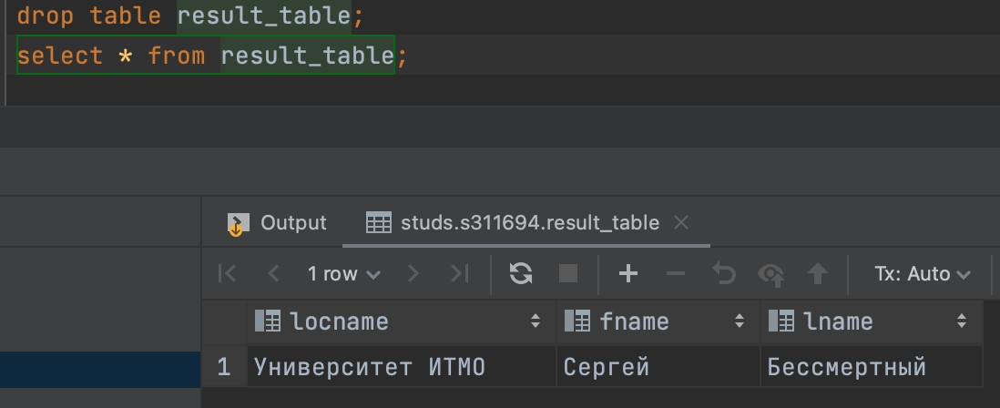 drop table result_table;
select * from result_table;
Output
studs.s311694.result_table
1 row
Tx: Auto
locname fname lname
1 Университет ИТМО Сергей Бессмертный